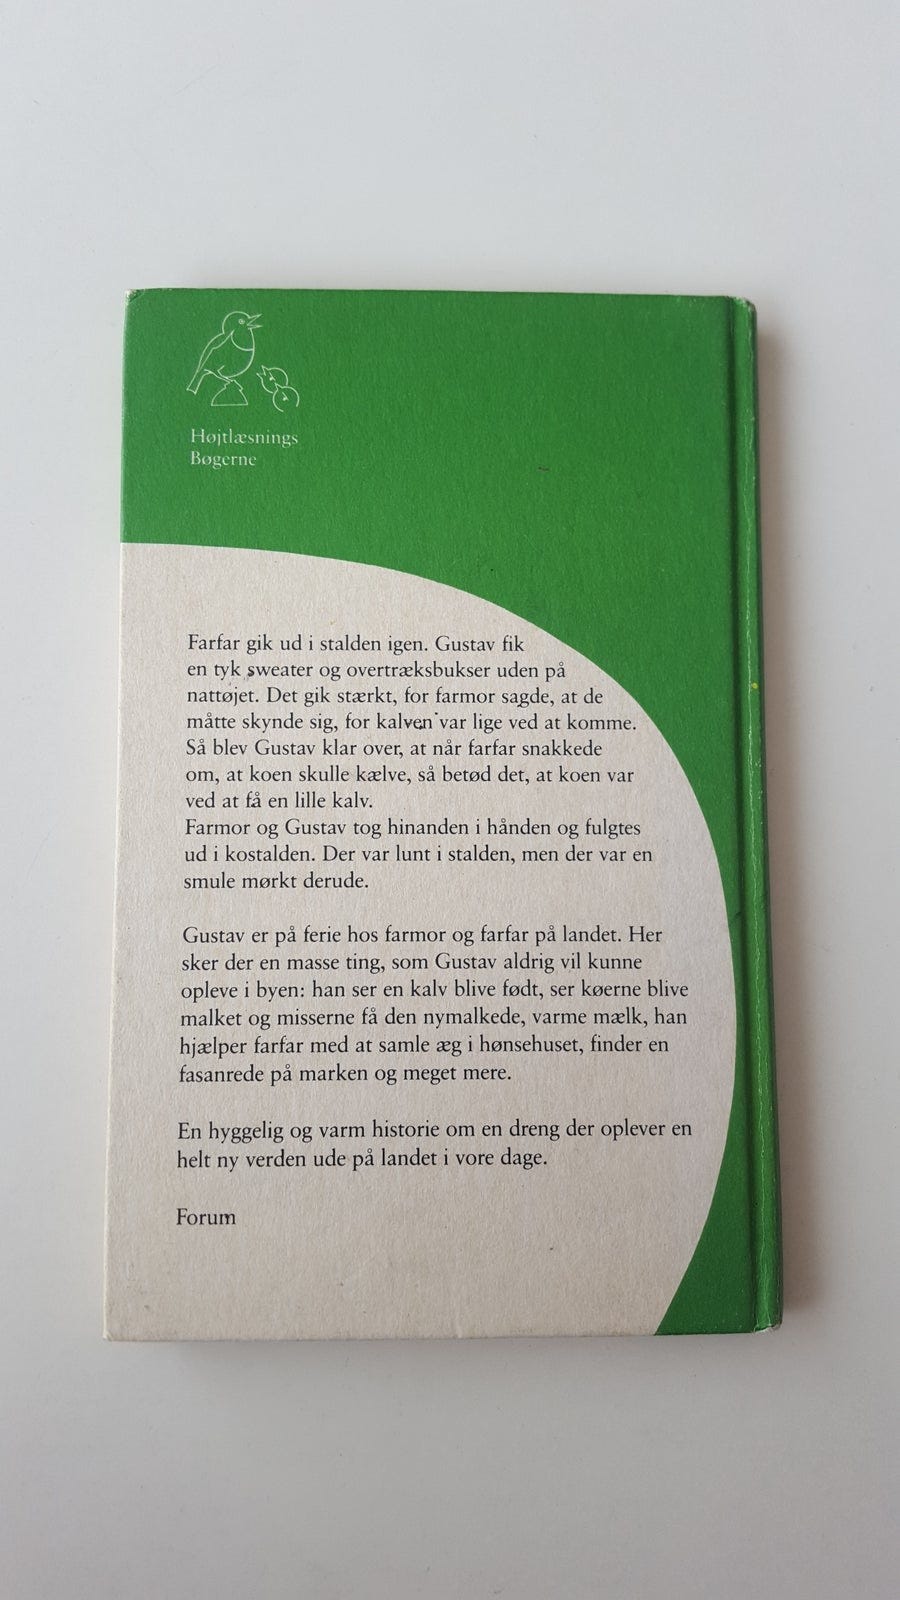 Højtlæsnings
Bøgerne
Farfar gik ud i stalden igen. Gustav fik
en tyk sweater og overtræksbukser uden på
nattøjet. Det gik stærkt, for farmor sagde, at de
måtte skynde sig, for kalven var lige ved at komme.
Så blev Gustav klar over, at når farfar snakkede
om, at koen skulle kælve, så betød det, at koen var
ved at få en lille kalv.
Farmor og Gustav tog hinanden i hånden og fulgtes
ud i kostalden. Der var lunt i stalden, men der var en
smule mørkt derude.
Gustav er på ferie hos farmor og farfar på landet. Her
sker der en masse ting, som Gustav aldrig vil kunne
opleve i byen: han ser en kalv blive født, ser køerne blive
malket og misserne få den nymalkede, varme mælk, han
hjælper farfar med at samle æg i hønsehuset, finder en
fasanrede på marken og meget mere.
En hyggelig og varm historie om en dreng der oplever en
helt ny verden ude på landet i vore dage.
Forum